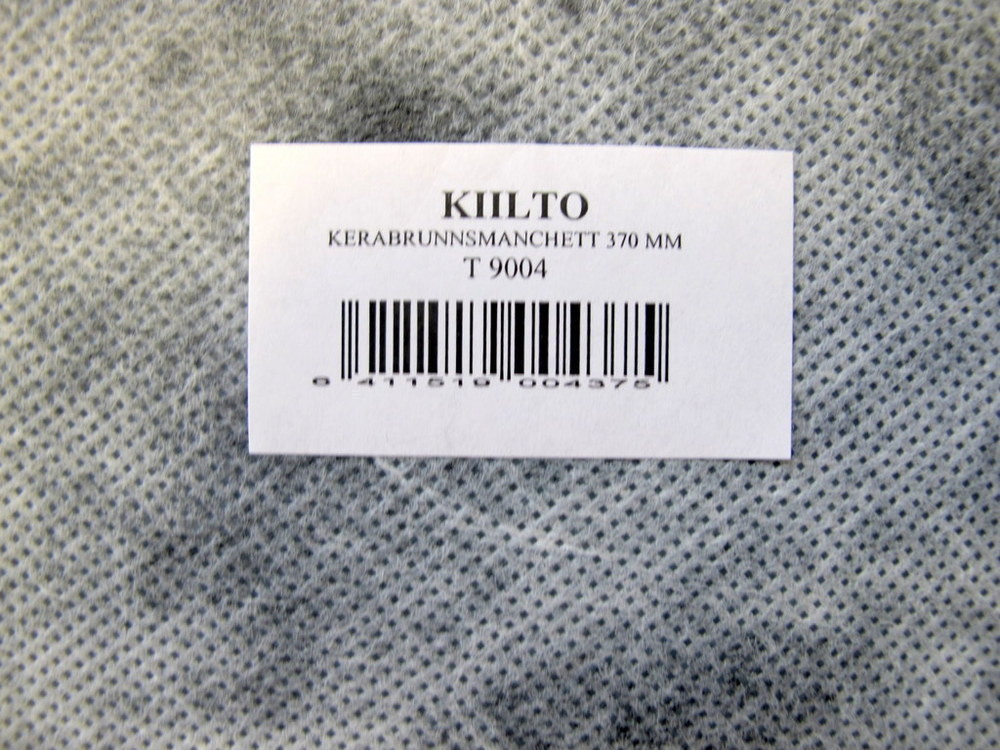 KIILTO
KERABRUNNSMANCHETT 370 MM
T 9004
6 411519 004375